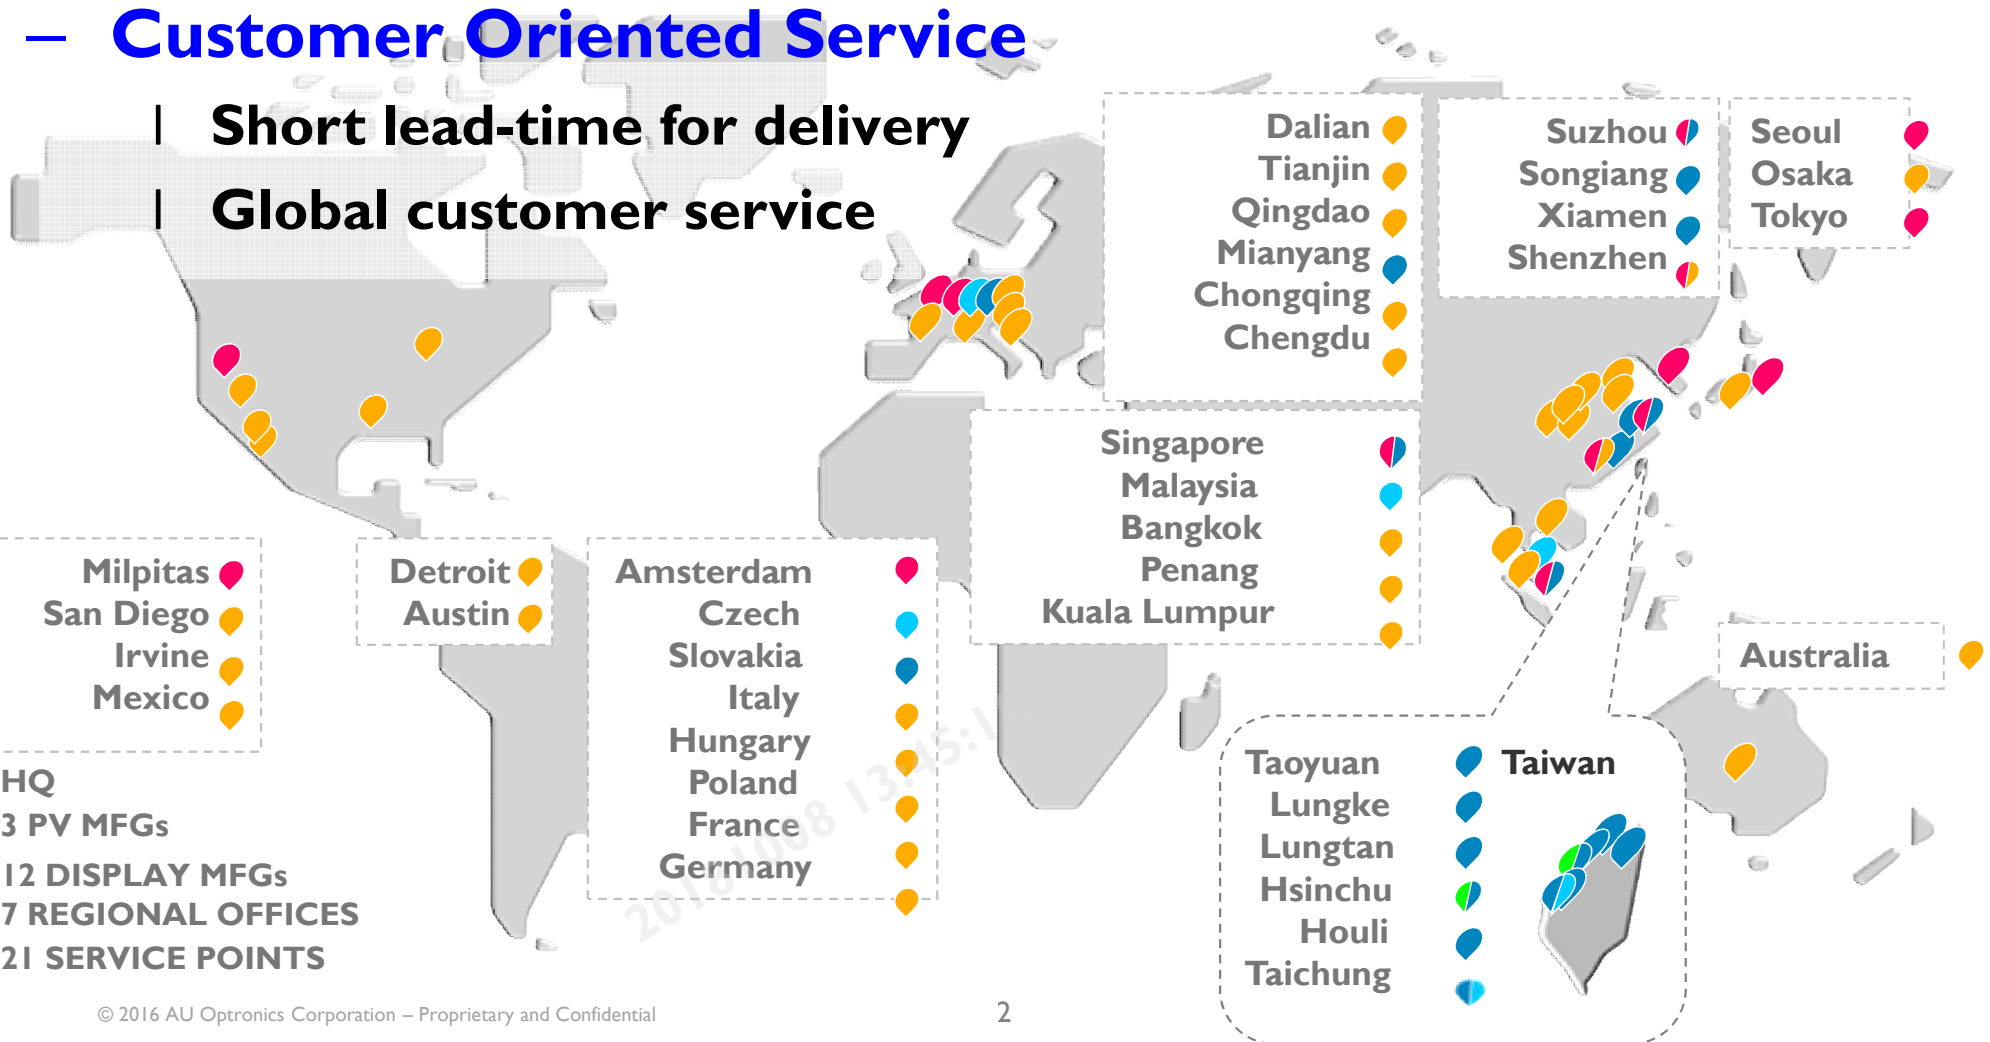 – Customer Oriented Service
| Short lead-time for delivery
| Global customer service
Dalian
Tianjin
Qingdao
Mianyang
Chongqing
Chengdu
Suzhou
Songiang
Xiamen
Shenzhen
Seoul
Osaka
Tokyo
Singapore
Malaysia
Bangkok
Penang
Kuala Lumpur
Milpitas
San Diego
Irvine
Mexico
Detroit
Austin
Amsterdam
Czech
Slovakia
Italy
Hungary
Poland
France
Germany
Australia
Taiwan
Taoyuan
Lungke
Lungtan
Hsinchu
Houli
Taichung
HQ
3 PV MFGs
12 DISPLAY MFGs
7 REGIONAL OFFICES
21 SERVICE POINTS
© 2016 AU Optronics Corporation – Proprietary and Confidential
2